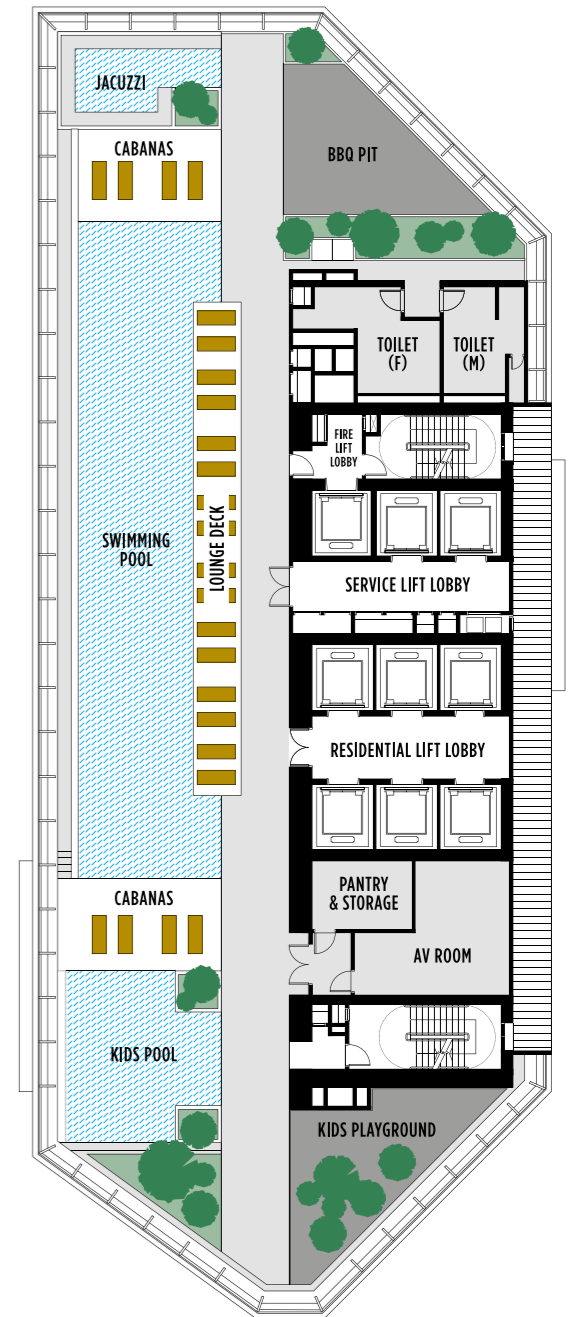 JACUZZI
CABANAS
BBQ PIT
TOILET
(F)
TOILET
(M)
FIRE
LIFT
LOBBY
LOUNGE DECK
SWIMMING
POOL
SERVICE LIFT LOBBY
RESIDENTIAL LIFT LOBBY
PANTRY
& STORAGE
CABANAS
AV ROOM
KIDS POOL
KIDS PLAYGROUND